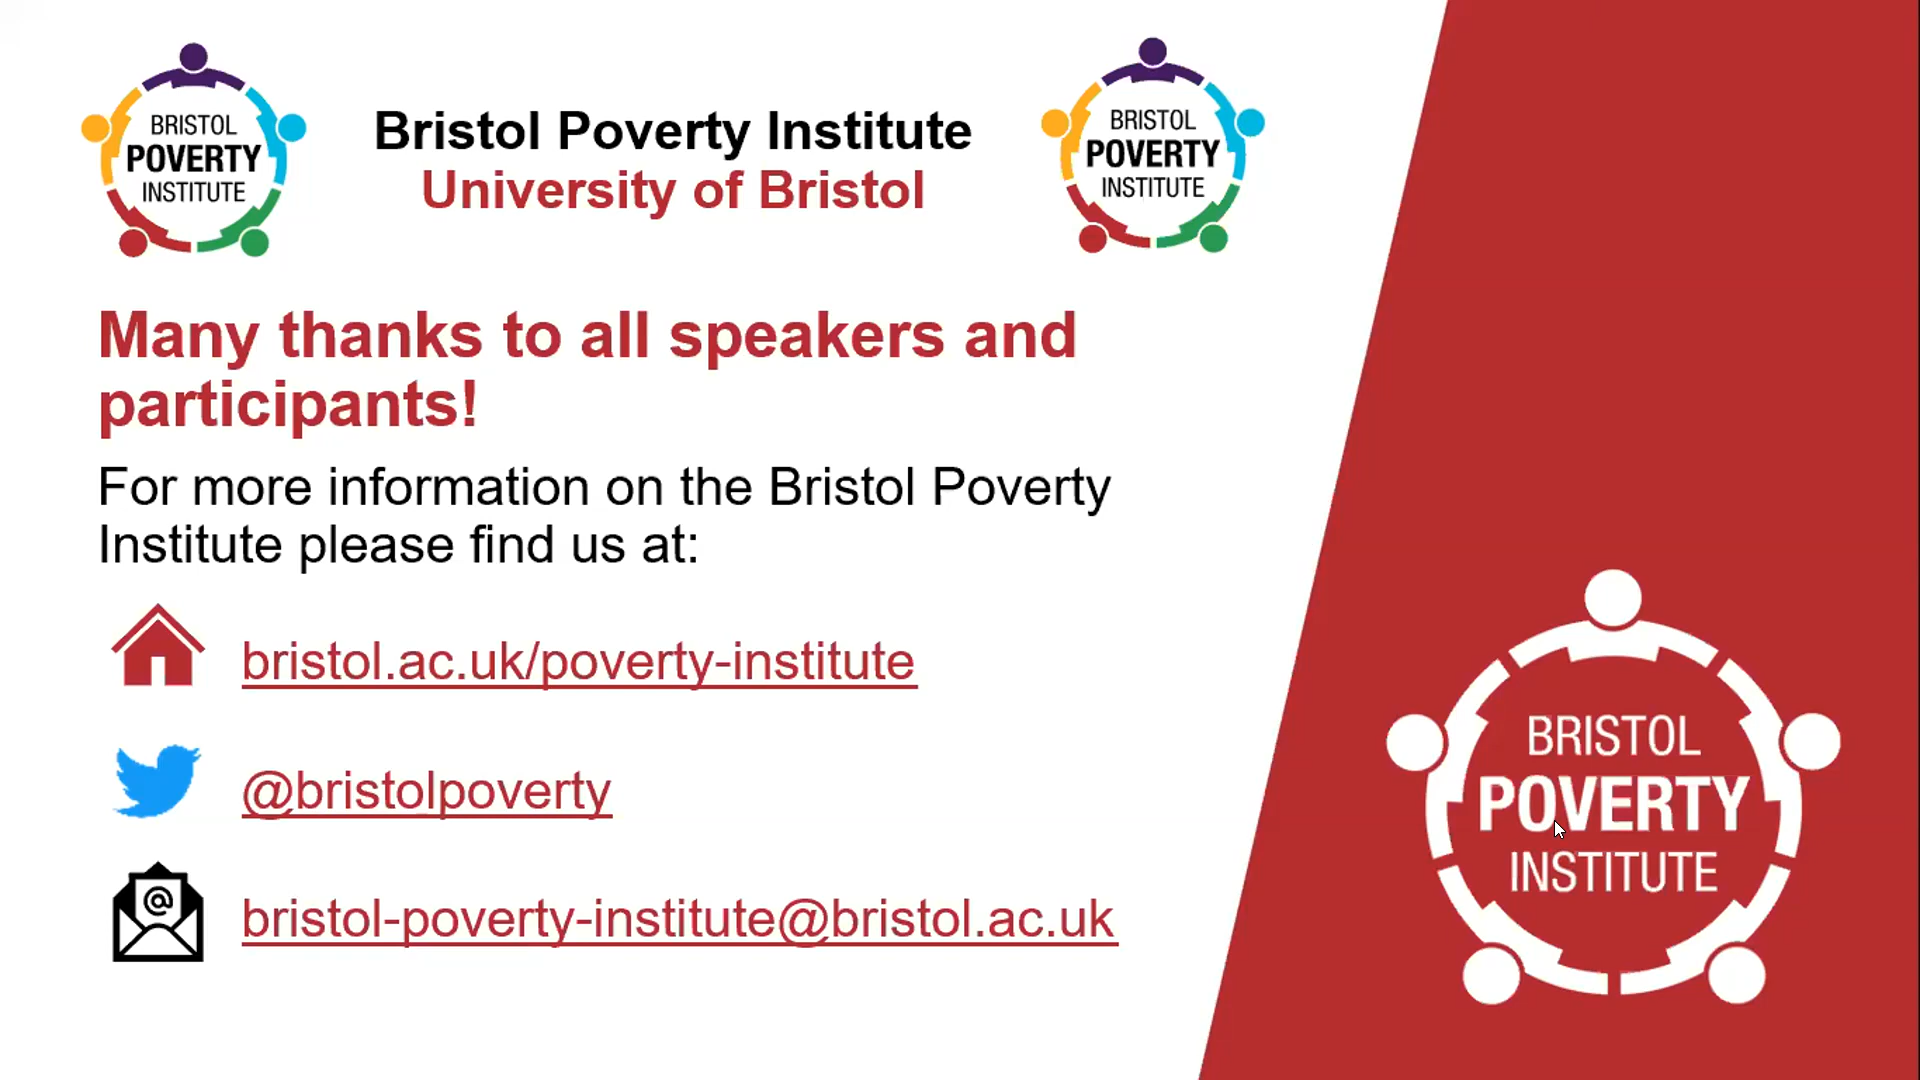 BRISTOL
POVERTY
INSTITUTE
Bristol Poverty Institute
University of Bristol
BRISTOL
POVERTY
INSTITUTE
Many thanks to all speakers and
participants!
For more information on the Bristol Poverty
Institute please find us at:
bristol.ac.uk/poverty-institute
@bristolpoverty
@
bristol-poverty-institute@bristol.ac.uk
BRISTOL
POVERTY
INSTITUTE